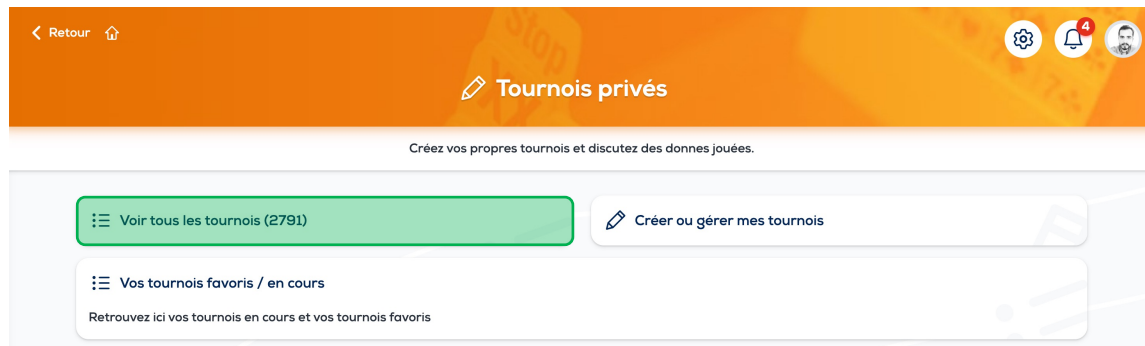 Retour
4
Tournois privés
Créez vos propres tournois et discutez des donnes jouées.
Voir tous les tournois (2791)
Créer ou gérer mes tournois
Vos tournois favoris / en cours
Retrouvez ici vos tournois en cours et vos tournois favoris